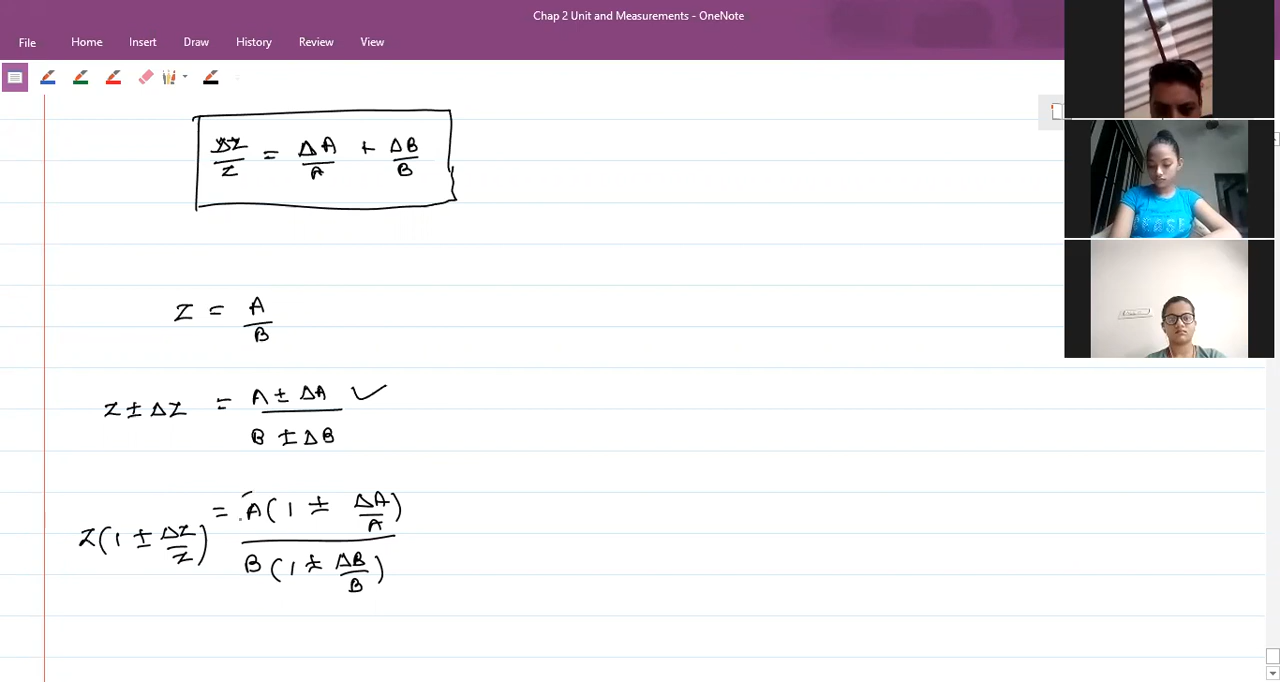 Chap 2 Unit and Measurements - OneNote
File Home Insert Draw History Review View
ΔZ/Z = ΔA/A + ΔB/B
Z = A/B
Z ± ΔZ = A ± ΔA / B ± ΔB ✓
Z(1 ± ΔZ/Z) = A(1 ± ΔA/A) / B(1 ± ΔB/B)